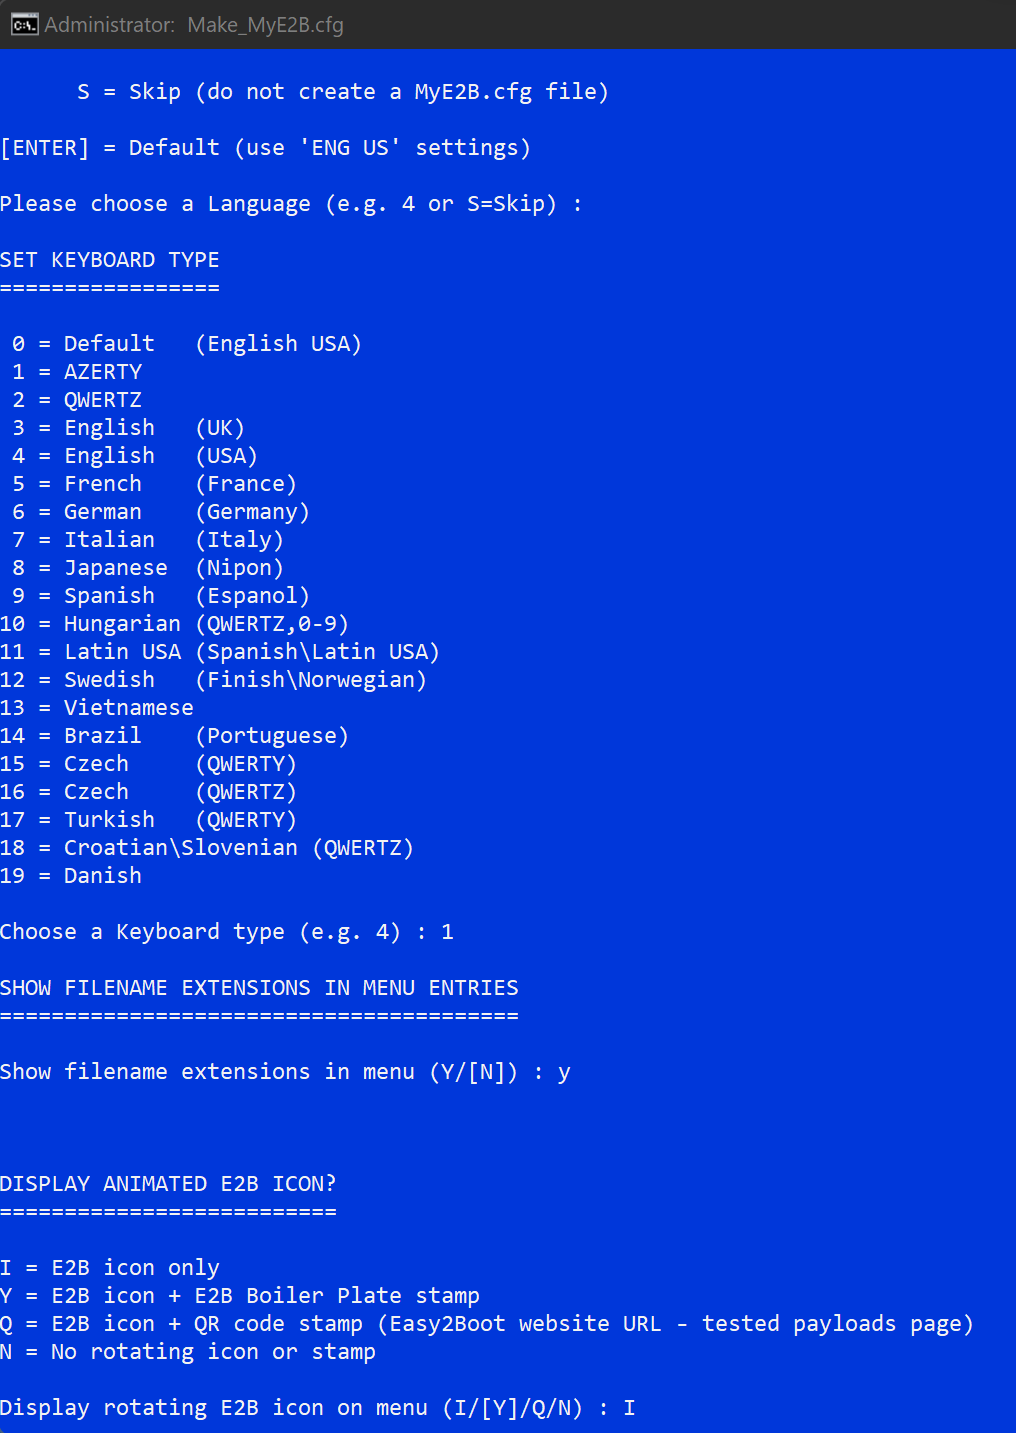 Administrator:  Make_MyE2B.cfg
      S = Skip (do not create a MyE2B.cfg file)
[ENTER] = Default (use 'ENG US' settings)
Please choose a Language (e.g. 4 or S=Skip) :
SET KEYBOARD TYPE
=================
 0 = Default   (English USA)
 1 = AZERTY
 2 = QWERTZ
 3 = English   (UK)
 4 = English   (USA)
 5 = French    (France)
 6 = German    (Germany)
 7 = Italian   (Italy)
 8 = Japanese  (Nipon)
 9 = Spanish   (Espanol)
10 = Hungarian (QWERTZ,0-9)
11 = Latin USA (Spanish\Latin USA)
12 = Swedish   (Finish\Norwegian)
13 = Vietnamese
14 = Brazil    (Portuguese)
15 = Czech     (QWERTY)
16 = Czech     (QWERTZ)
17 = Turkish   (QWERTY)
18 = Croatian\Slovenian (QWERTZ)
19 = Danish
Choose a Keyboard type (e.g. 4) : 1
SHOW FILENAME EXTENSIONS IN MENU ENTRIES
========================================
Show filename extensions in menu (Y/[N]) : y
DISPLAY ANIMATED E2B ICON?
==========================
I = E2B icon only
Y = E2B icon + E2B Boiler Plate stamp
Q = E2B icon + QR code stamp (Easy2Boot website URL - tested payloads page)
N = No rotating icon or stamp
Display rotating E2B icon on menu (I/[Y]/Q/N) : I